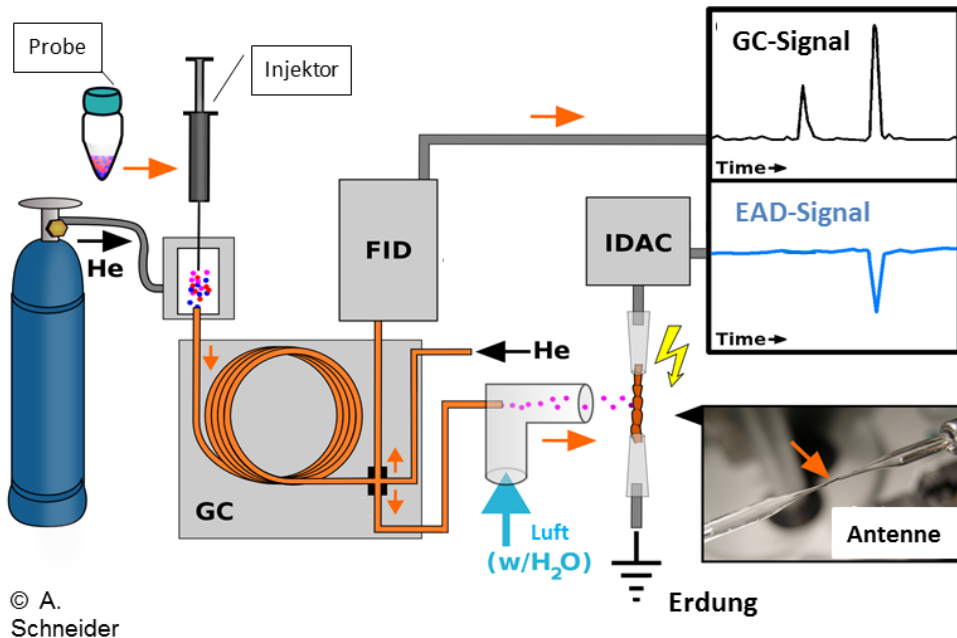 Probe
Injektor
GC-Signal
Time
EAD-Signal
Time
He
FID
IDAC
He
GC
Luft
(w/H₂O)
Antenne
Erdung
© A.
Schneider